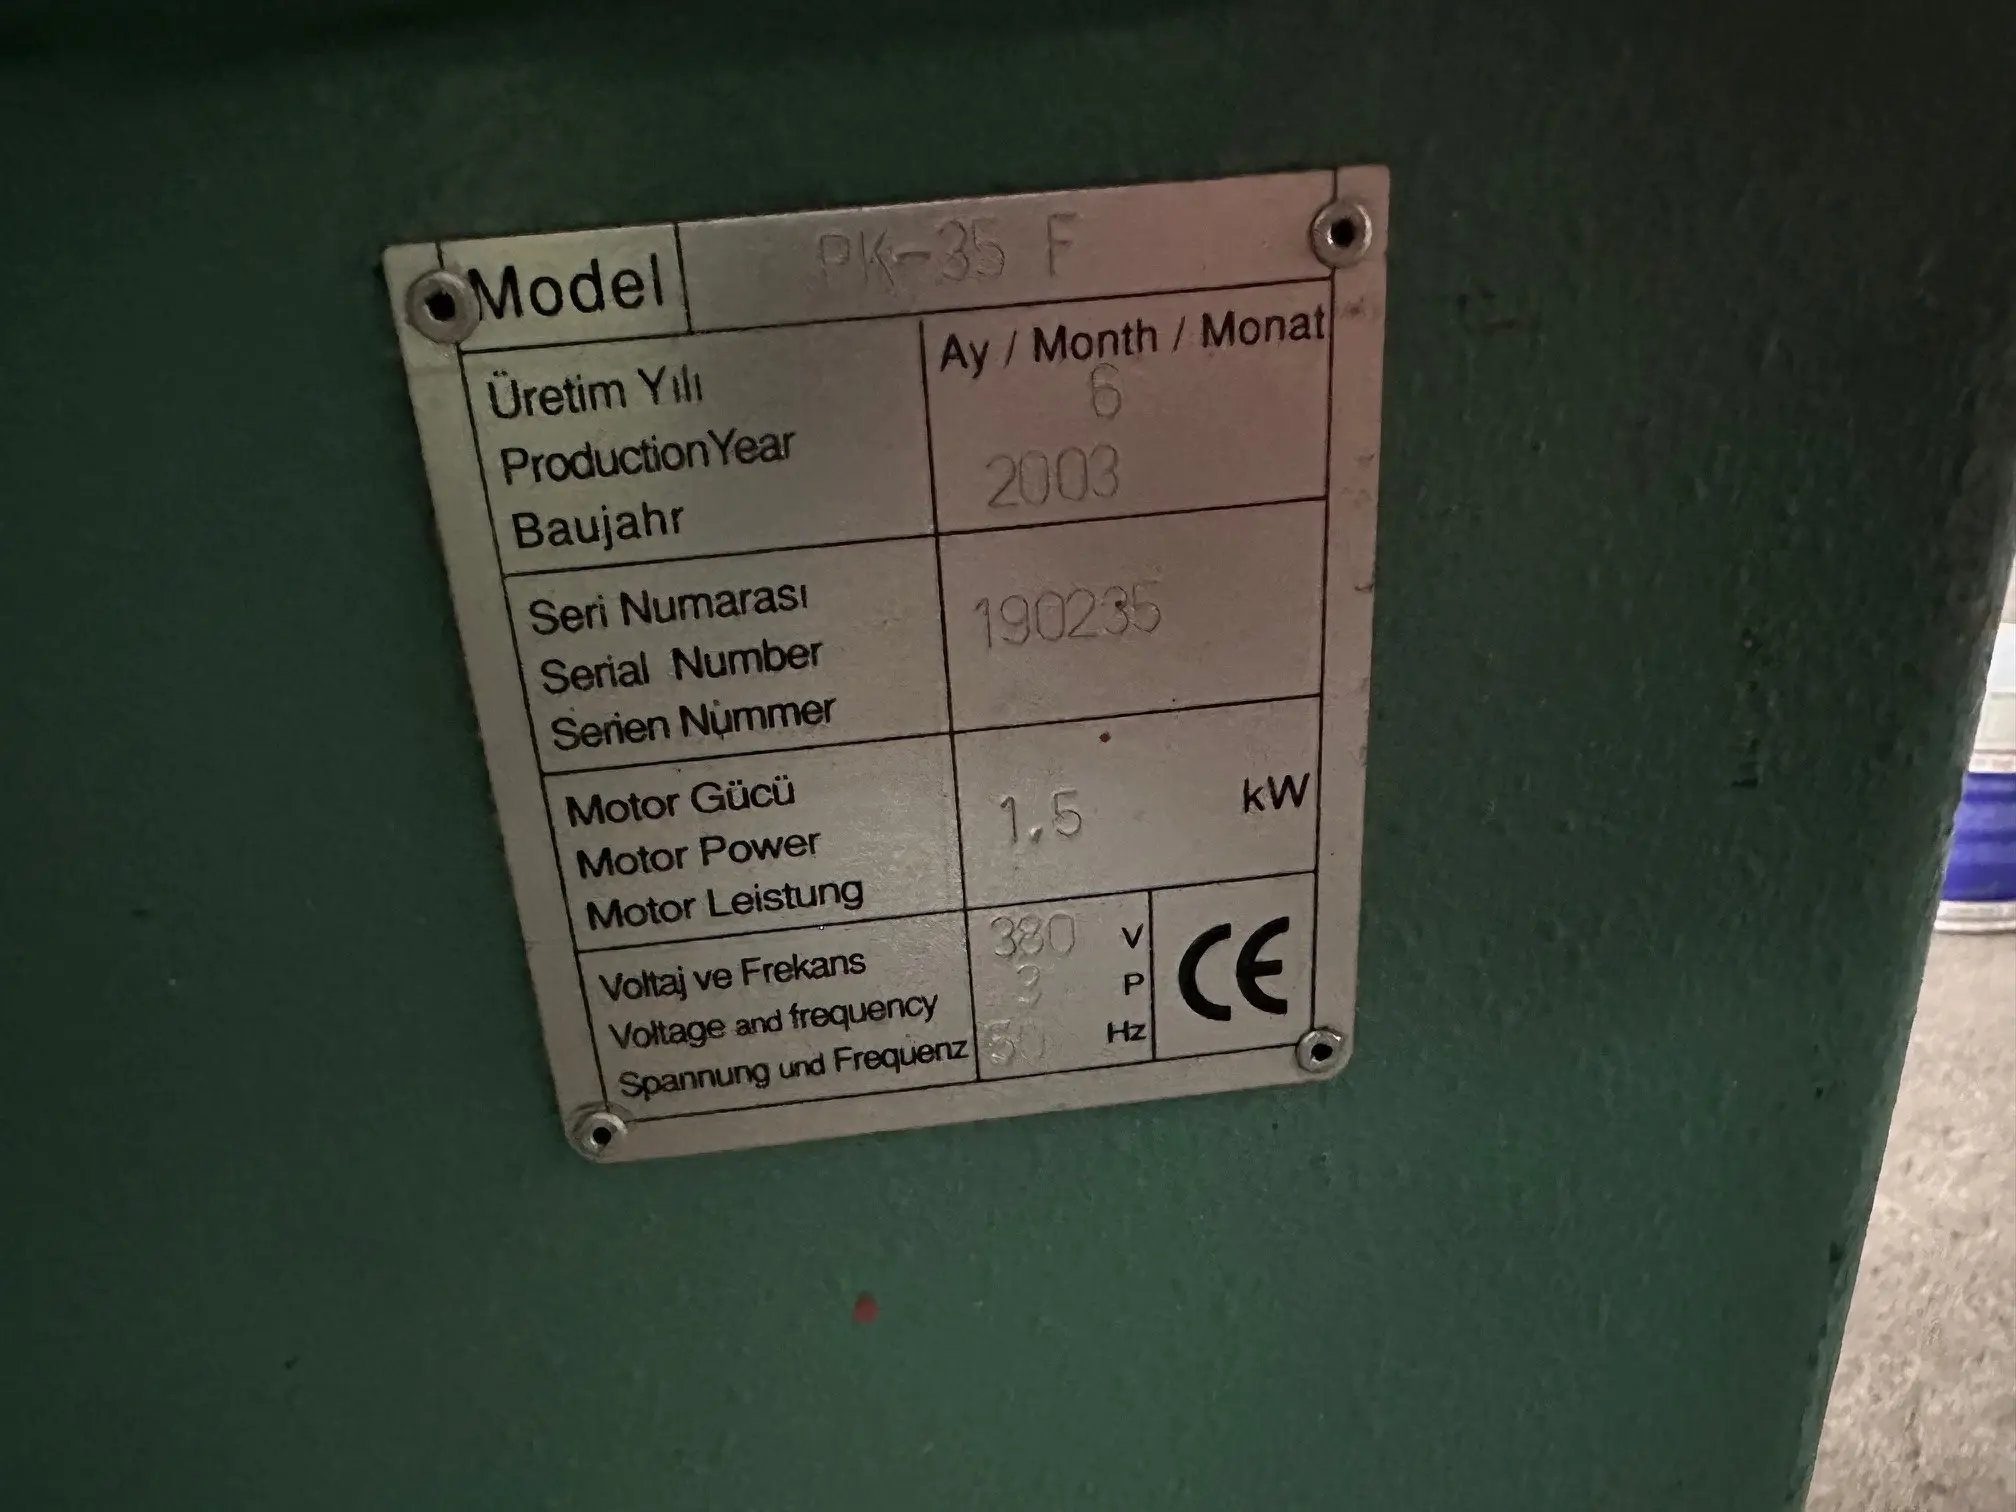 Model PK-35 F
Üretim Yılı
ProductionYear
Baujahr
Ay / Month / Monat
6
2003
Seri Numarası
Serial Number
Serien Nummer
190235
Motor Gücü
Motor Power
Motor Leistung
1.5 kW
Voltaj ve Frekans
Voltage and frequency
Spannung und Frequenz
380 V
3 P
50 Hz
CE